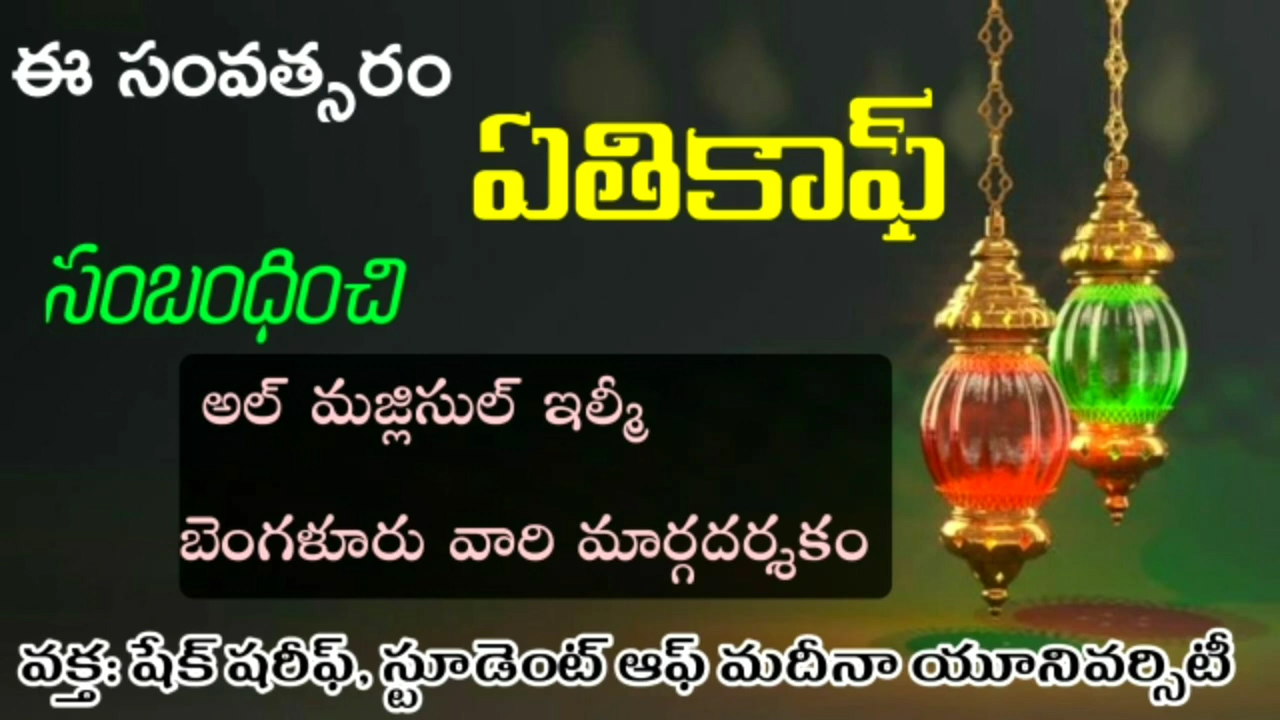 ఈ సంవత్సరం
ఏతికాఫ్
సంబంధించి
అల్ మజ్లిసుల్ ఇల్మీ
బెంగళూరు వారి మార్గదర్శకం
వక్త: షేక్ షరీఫ్, స్టూడెంట్ ఆఫ్ మదీనా యూనివర్సిటీ